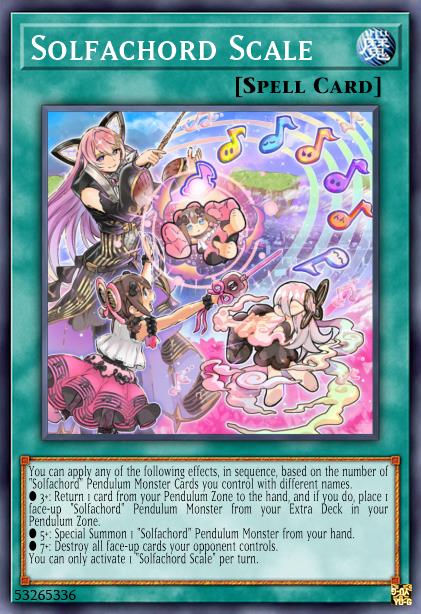 Solfachord Scale
[Spell Card]
You can apply any of the following effects, in sequence, based on the number of
"Solfachord" Pendulum Monster Cards you control with different names.
● 3+: Return 1 card from your Pendulum Zone to the hand, and if you do, place 1
face-up "Solfachord" Pendulum Monster from your Extra Deck in your
Pendulum Zone.
● 5+: Special Summon 1 "Solfachord" Pendulum Monster from your hand.
● 7+: Destroy all face-up cards your opponent controls.
You can only activate 1 "Solfachord Scale" per turn.
53265336